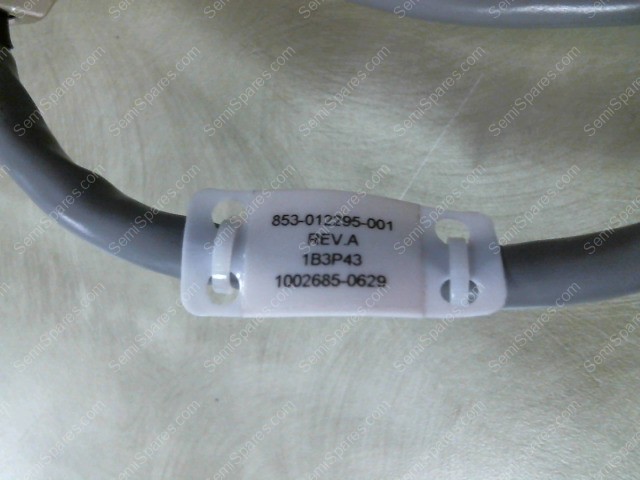 853-012295-001
REV.A
1B3P43
1002685-0629
SemiSpares.com